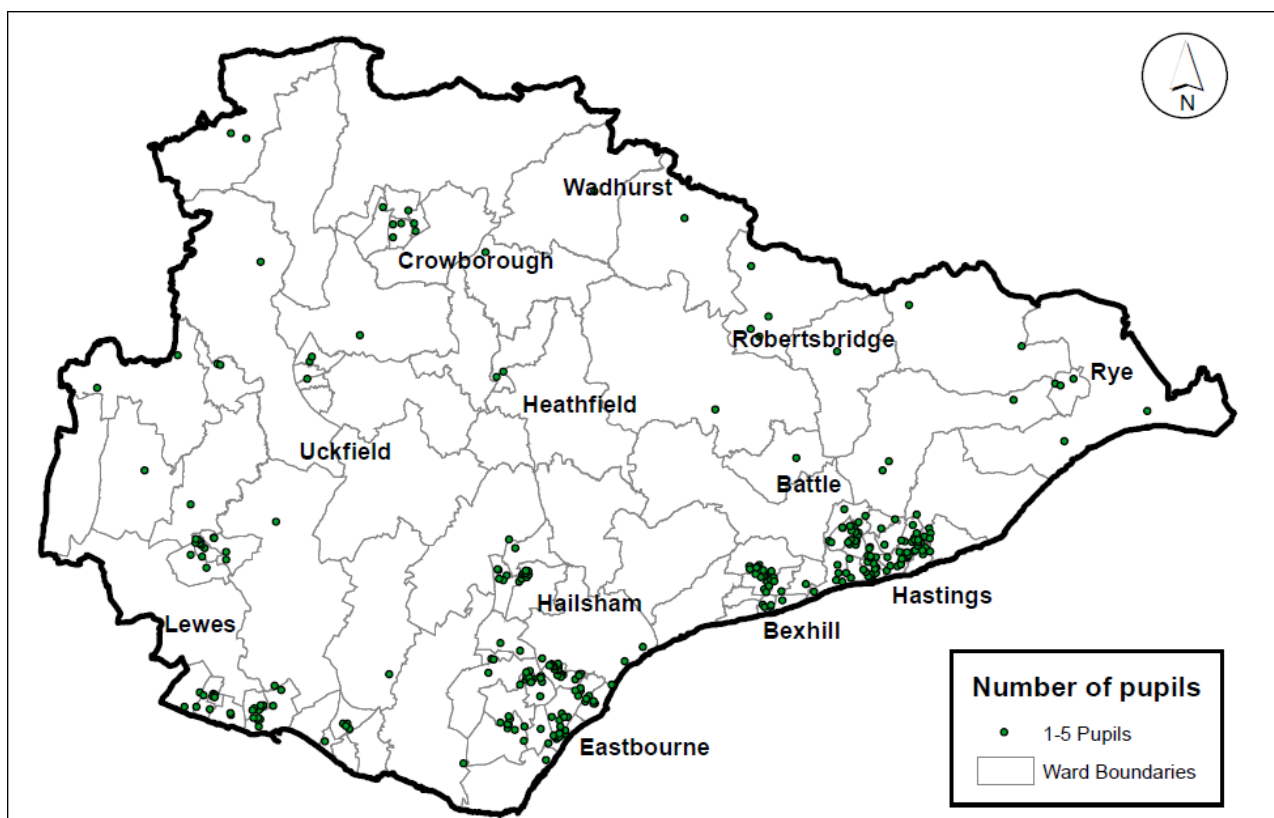 N
Wadhurst
Crowborough
Robertsbridge
Rye
Heathfield
Uckfield
Battle
Hastings
Hailsham
Lewes
Bexhill
Eastbourne
Number of pupils
1-5 Pupils
Ward Boundaries